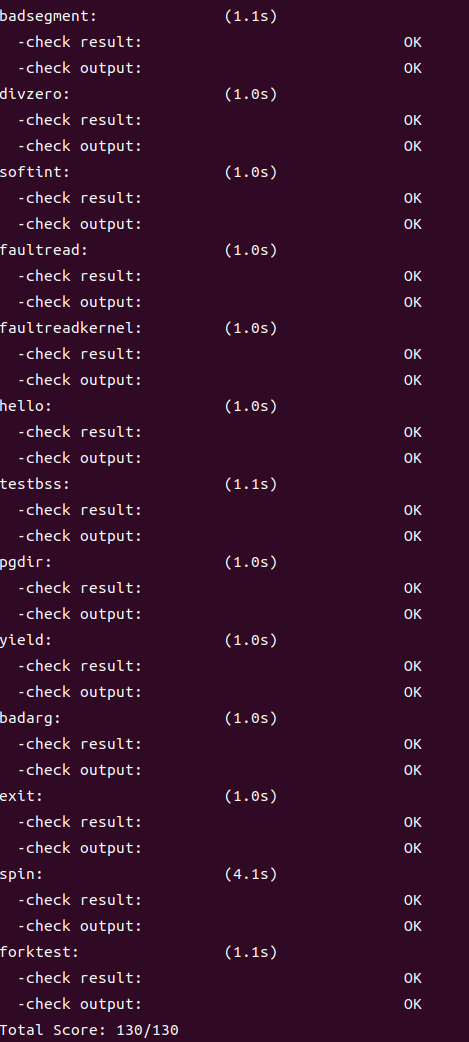 badsegment: (1.1s)
-check result: OK
-check output: OK
divzero: (1.0s)
-check result: OK
-check output: OK
softint: (1.0s)
-check result: OK
-check output: OK
faultread: (1.0s)
-check result: OK
-check output: OK
faultreadkernel: (1.0s)
-check result: OK
-check output: OK
hello: (1.0s)
-check result: OK
-check output: OK
testbss: (1.1s)
-check result: OK
-check output: OK
pgdir: (1.0s)
-check result: OK
-check output: OK
yield: (1.0s)
-check result: OK
-check output: OK
badarg: (1.0s)
-check result: OK
-check output: OK
exit: (1.0s)
-check result: OK
-check output: OK
spin: (4.1s)
-check result: OK
-check output: OK
forktest: (1.1s)
-check result: OK
-check output: OK
Total Score: 130/130